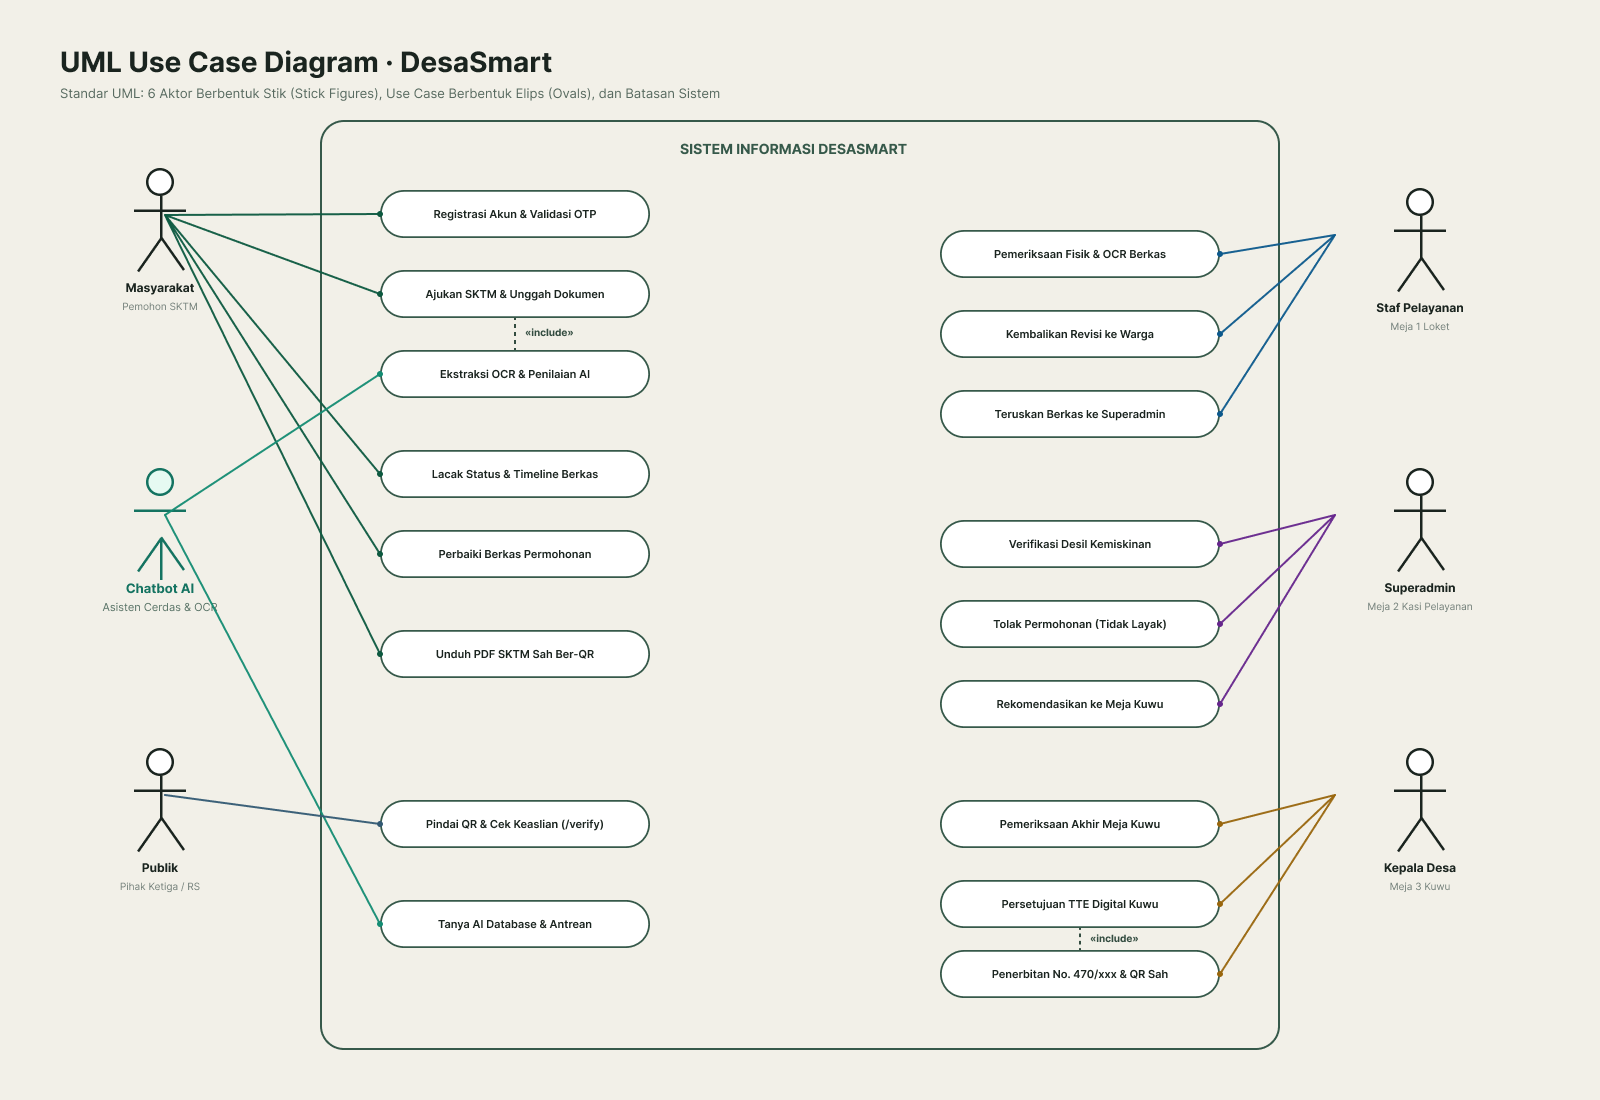 UML Use Case Diagram · DesaSmart
Standar UML: 6 Aktor Berbentuk Stik (Stick Figures), Use Case Berbentuk Elips (Ovals), dan Batasan Sistem
SISTEM INFORMASI DESASMART
Masyarakat
Pemohon SKTM
Chatbot AI
Asisten Cerdas & OCR
Publik
Pihak Ketiga / RS
Registrasi Akun & Validasi OTP
Ajukan SKTM & Unggah Dokumen
«include»
Ekstraksi OCR & Penilaian AI
Lacak Status & Timeline Berkas
Perbaiki Berkas Permohonan
Unduh PDF SKTM Sah Ber-QR
Pindai QR & Cek Keaslian (/verify)
Tanya AI Database & Antrean
Pemeriksaan Fisik & OCR Berkas
Kembalikan Revisi ke Warga
Teruskan Berkas ke Superadmin
Verifikasi Desil Kemiskinan
Tolak Permohonan (Tidak Layak)
Rekomendasikan ke Meja Kuwu
Pemeriksaan Akhir Meja Kuwu
Persetujuan TTE Digital Kuwu
«include»
Penerbitan No. 470/xxx & QR Sah
Staf Pelayanan
Meja 1 Loket
Superadmin
Meja 2 Kasi Pelayanan
Kepala Desa
Meja 3 Kuwu